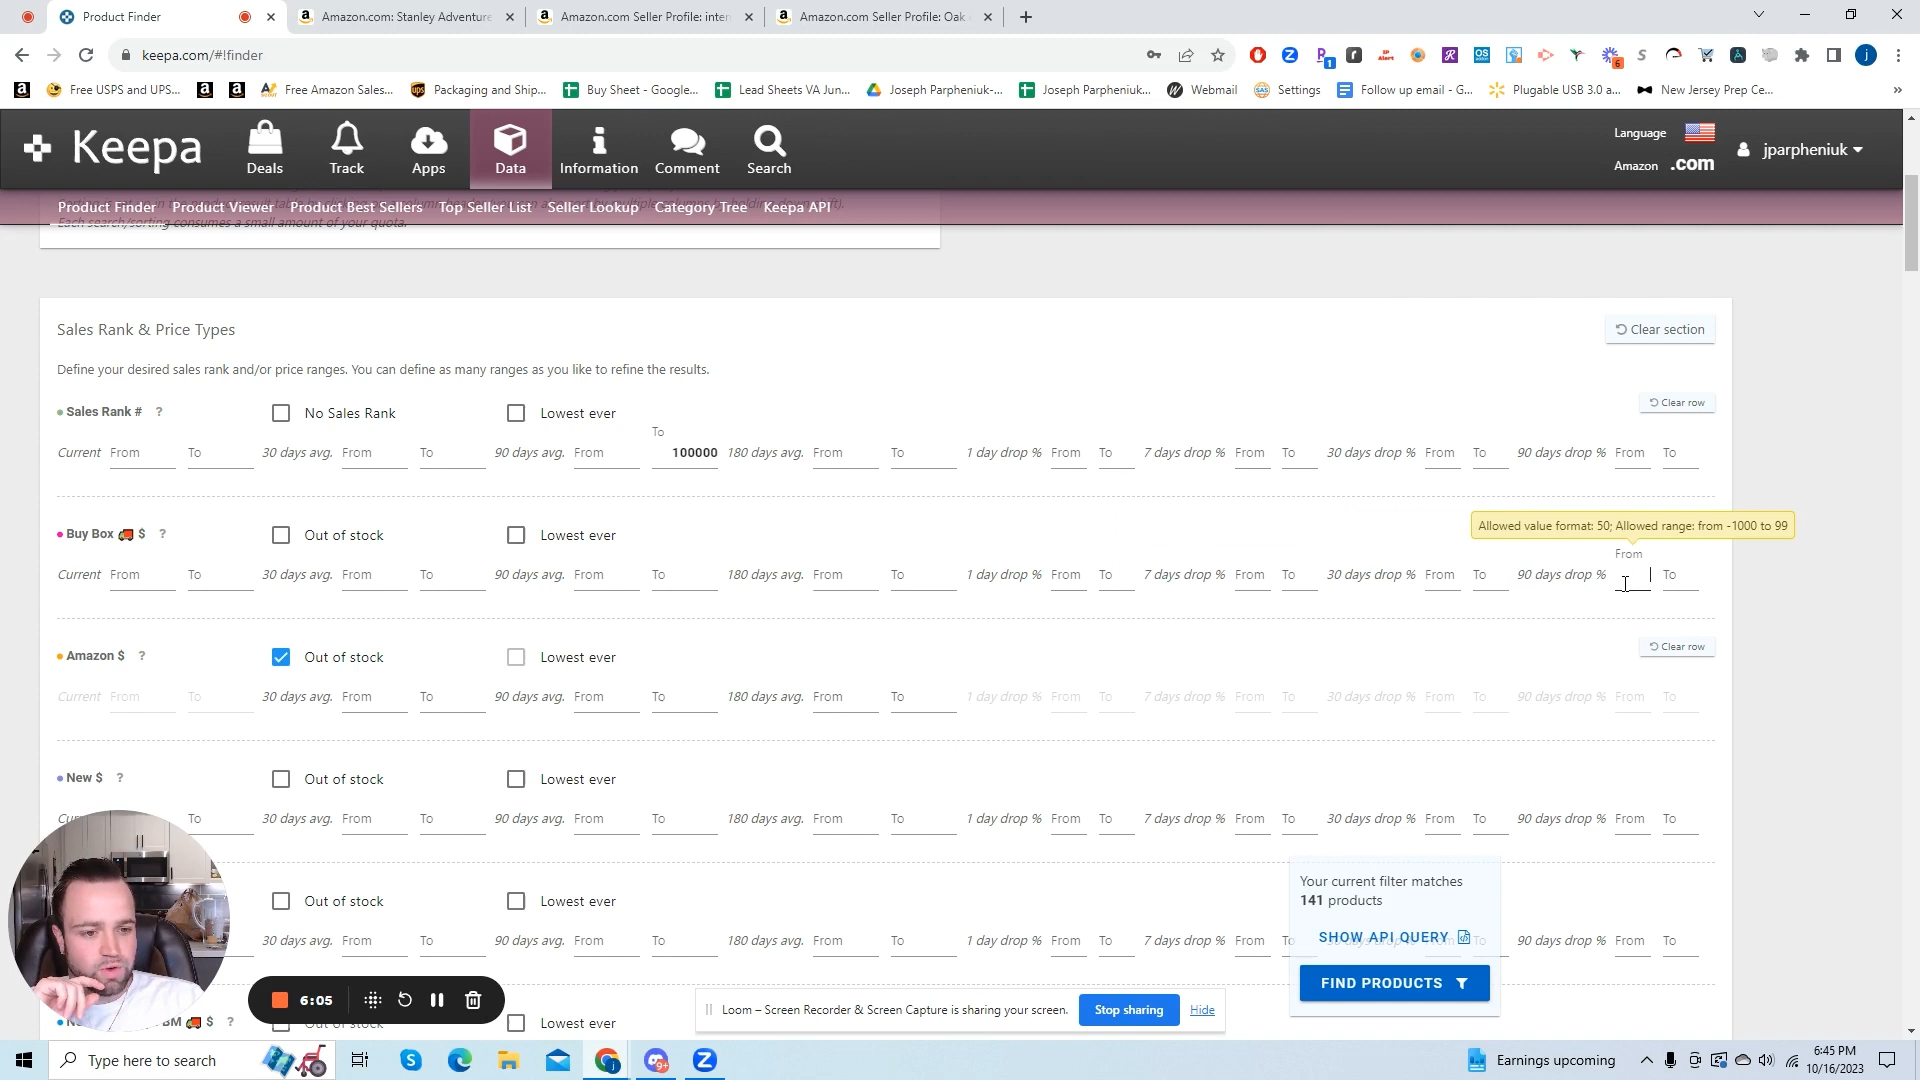 Product Finder
Amazon.com: Stanley Adventure
Amazon.com Seller Profile: inter
Amazon.com Seller Profile: Oak
keepa.com/#!finder
Free USPS and UPS...
Free Amazon Sales...
Packaging and Ship...
Buy Sheet - Google...
Lead Sheets VA Jun...
Joseph Parpheniuk-...
Joseph Parpheniuk...
Webmail
Settings
Follow up email - G...
Plugable USB 3.0 a...
New Jersey Prep Ce...
Keepa
Deals
Track
Apps
Data
Information
Comment
Search
Language
Amazon .com
jparpheniuk
Product Finder Product Viewer Product Best Sellers Top Seller List Seller Lookup Category Tree Keepa API
Each search/sorting consumes a small amount of your quota.
Sales Rank & Price Types
Clear section
Define your desired sales rank and/or price ranges. You can define as many ranges as you like to refine the results.
Sales Rank # ? No Sales Rank Lowest ever Clear row
To
Current From To 30 days avg. From To 90 days avg. From 100000 180 days avg. From To 1 day drop % From To 7 days drop % From To 30 days drop % From To 90 days drop % From To
Allowed value format: 50; Allowed range: from -1000 to 99
Buy Box $ ? Out of stock Lowest ever
From
Current From To 30 days avg. From To 90 days avg. From To 180 days avg. From To 1 day drop % From To 7 days drop % From To 30 days drop % From To 90 days drop % To
Amazon $ ? Out of stock Lowest ever Clear row
Current From To 30 days avg. From To 90 days avg. From To 180 days avg. From To 1 day drop % From To 7 days drop % From To 30 days drop % From To 90 days drop % From To
New $ ? Out of stock Lowest ever
To 30 days avg. From To 90 days avg. From To 180 days avg. From To 1 day drop % From To 7 days drop % From To 30 days drop % From To 90 days drop % From To
Out of stock Lowest ever
30 days avg. From To 90 days avg. From To 180 days avg. From To 1 day drop % From To 7 days drop % From To 90 days drop % From To
Your current filter matches
141 products
SHOW API QUERY
FIND PRODUCTS
BM $ ? Out of stock Lowest ever
6:05
Loom – Screen Recorder & Screen Capture is sharing your screen.
Stop sharing
Hide
Type here to search
Earnings upcoming
6:45 PM
10/16/2023